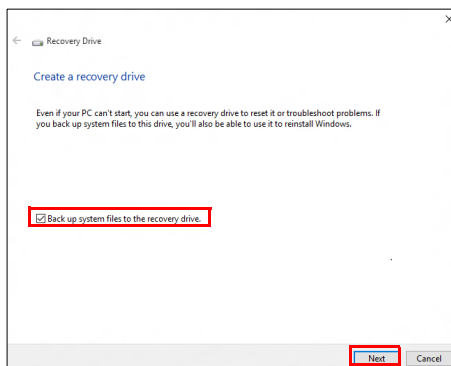 Recovery Drive
Create a recovery drive
Even if your PC can't start, you can use a recovery drive to reset it or troubleshoot problems. If
you back up system files to this drive, you'll also be able to use it to reinstall Windows.
Back up system files to the recovery drive.
Next Cancel